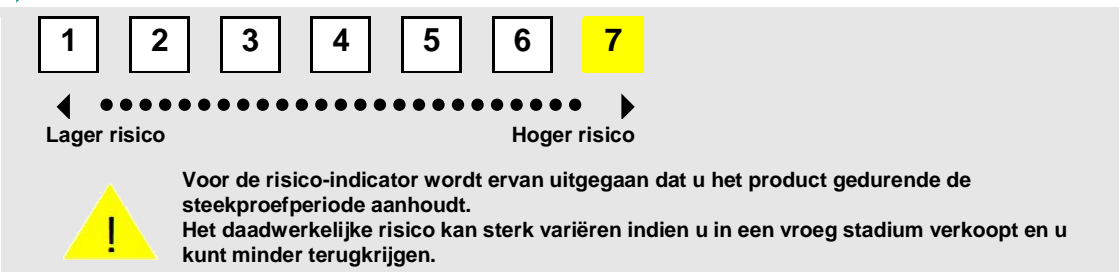 1 2 3 4 5 6 7
Lager risico Hoger risico
Voor de risico-indicator wordt ervan uitgegaan dat u het product gedurende de
steekproefperiode aanhoudt.
!
Het daadwerkelijke risico kan sterk variëren indien u in een vroeg stadium verkoopt en u
kunt minder terugkrijgen.